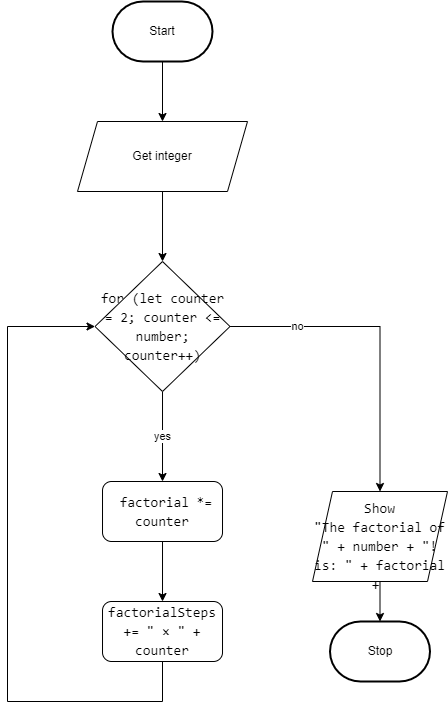 Start
Get integer
for (let counter
= 2; counter <=
number;
counter++)
no
yes
factorial *=
counter
Show
"The factorial of
" + number + "!
is: " + factorial
+
factorialSteps
+= " × " +
counter
Stop